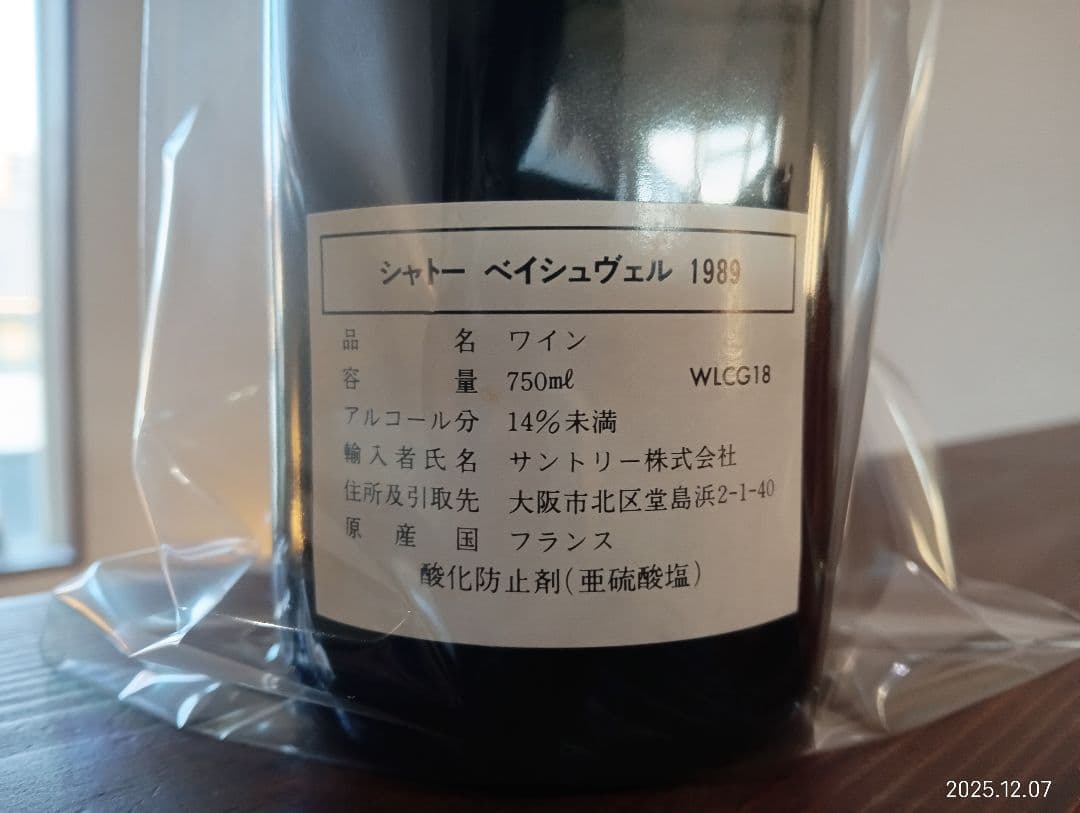 シャトー ベイシュヴェル 1989
品名 ワイン
容量 750mℓ WLCG18
アルコール分 14%未満
輸入者氏名 サントリー株式会社
住所及引取先 大阪市北区堂島浜2-1-40
原産国 フランス
酸化防止剤(亜硫酸塩)
2025.12.07